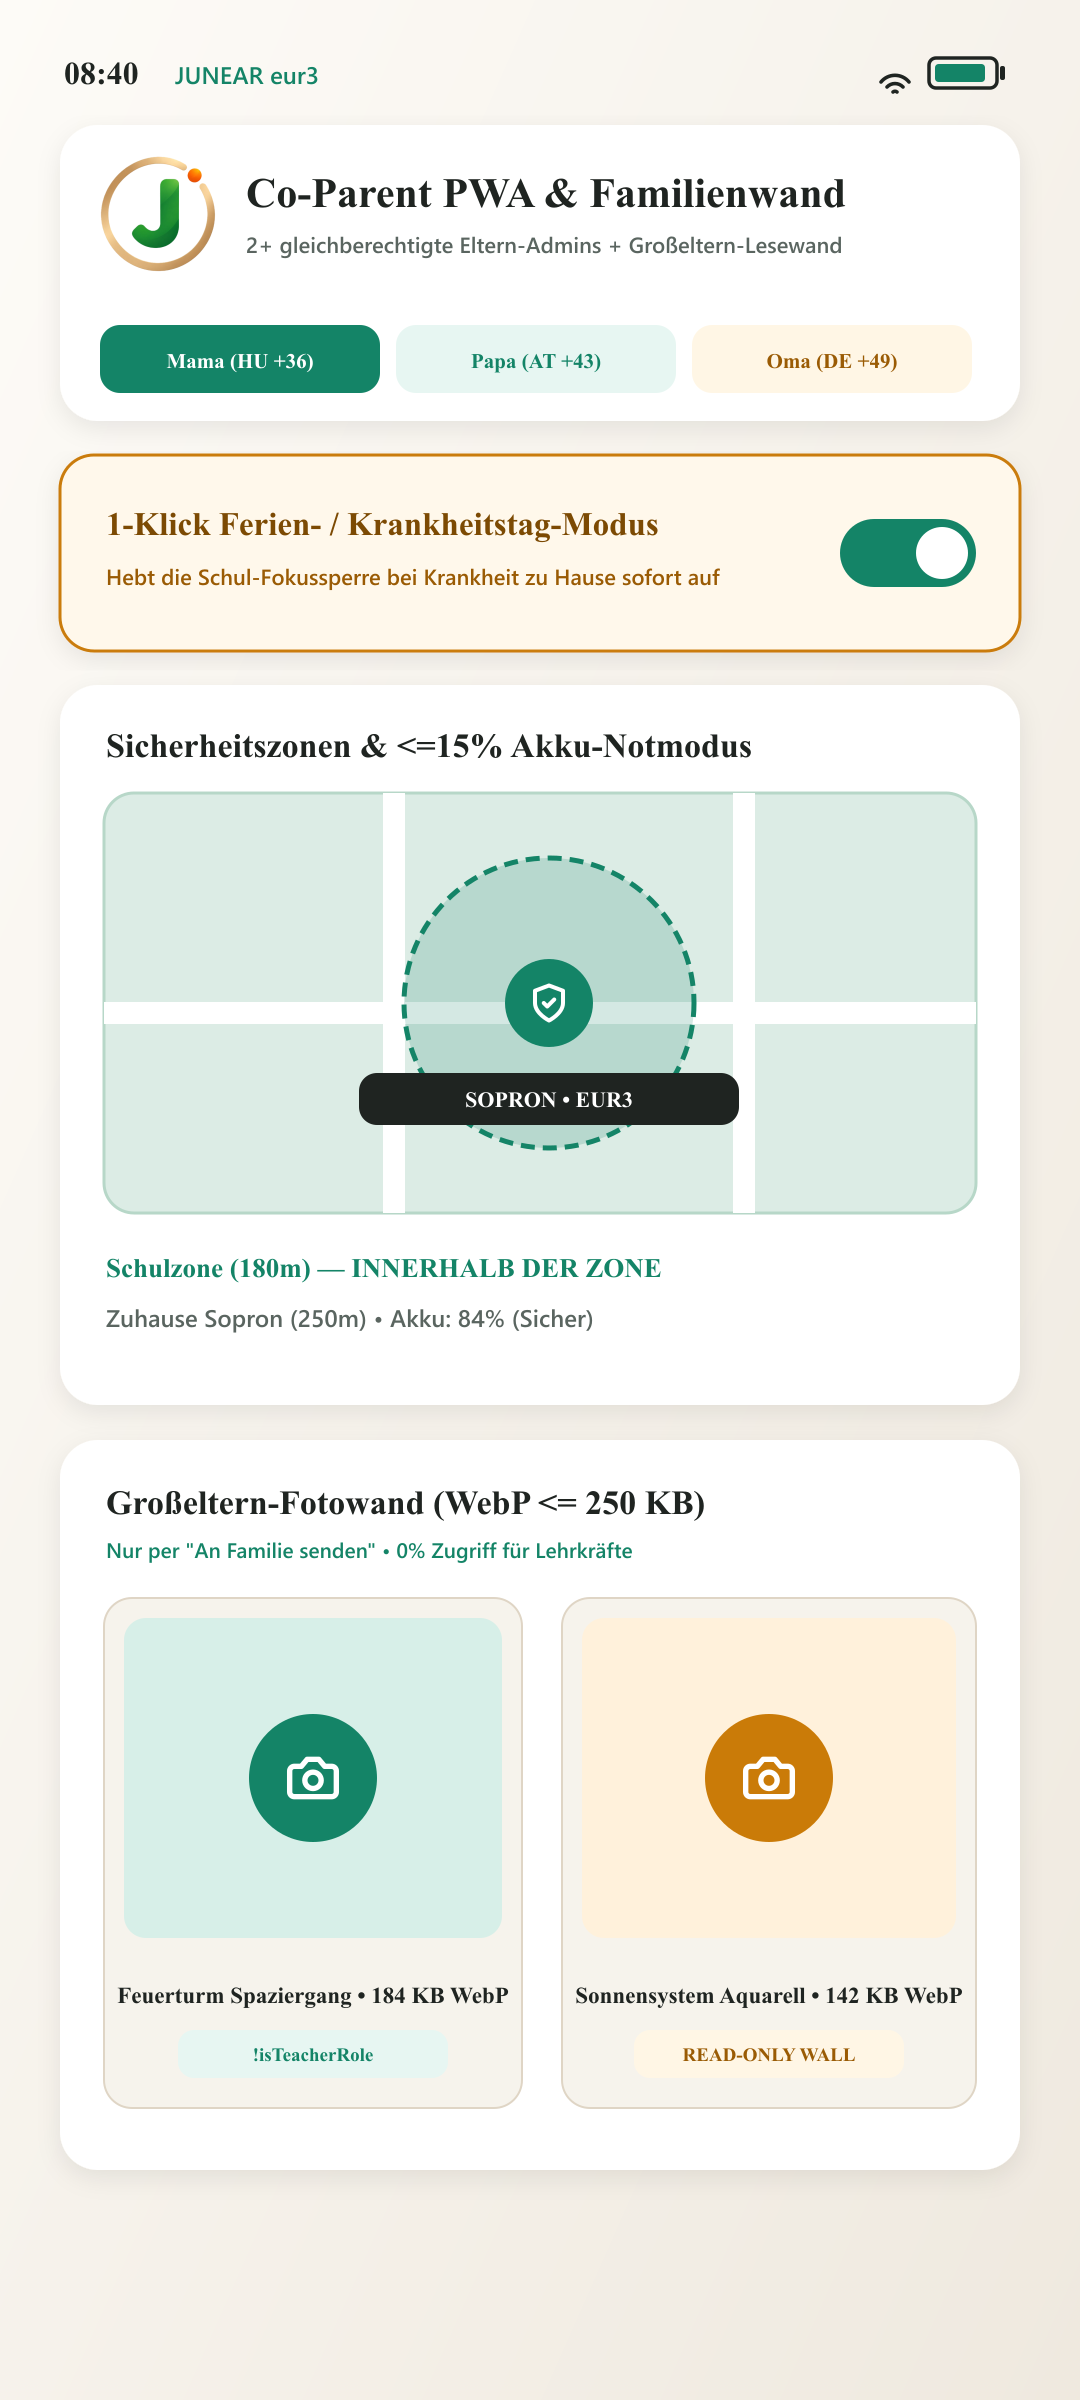 08:40 JUNEAR eur3
Co-Parent PWA & Familienwand
2+ gleichberechtigte Eltern-Admins + Großeltern-Lesewand
Mama (HU +36) Papa (AT +43) Oma (DE +49)
1-Klick Ferien- / Krankheitstag-Modus
Hebt die Schul-Fokussperre bei Krankheit zu Hause sofort auf
Sicherheitszonen & <=15% Akku-Notmodus
SOPRON • EUR3
Schulzone (180m) — INNERHALB DER ZONE
Zuhause Sopron (250m) • Akku: 84% (Sicher)
Großeltern-Fotowand (WebP <= 250 KB)
Nur per "An Familie senden" • 0% Zugriff für Lehrkräfte
Feuerturm Spaziergang • 184 KB WebP
!isTeacherRole
Sonnensystem Aquarell • 142 KB WebP
READ-ONLY WALL